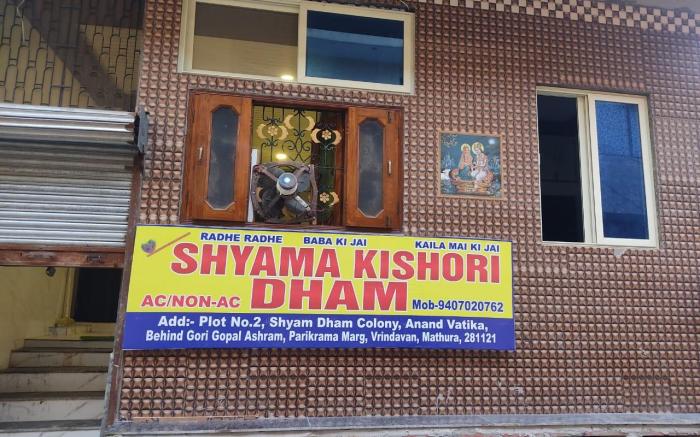 RADHE RADHE BABA KI JAI KAILA MAI KI JAI
SHYAMA KISHORI
AC/NON-AC DHAM Mob-9407020762
Add:- Plot No.2, Shyam Dham Colony, Anand Vatika,
Behind Gori Gopal Ashram, Parikrama Marg, Vrindavan, Mathura, 281121